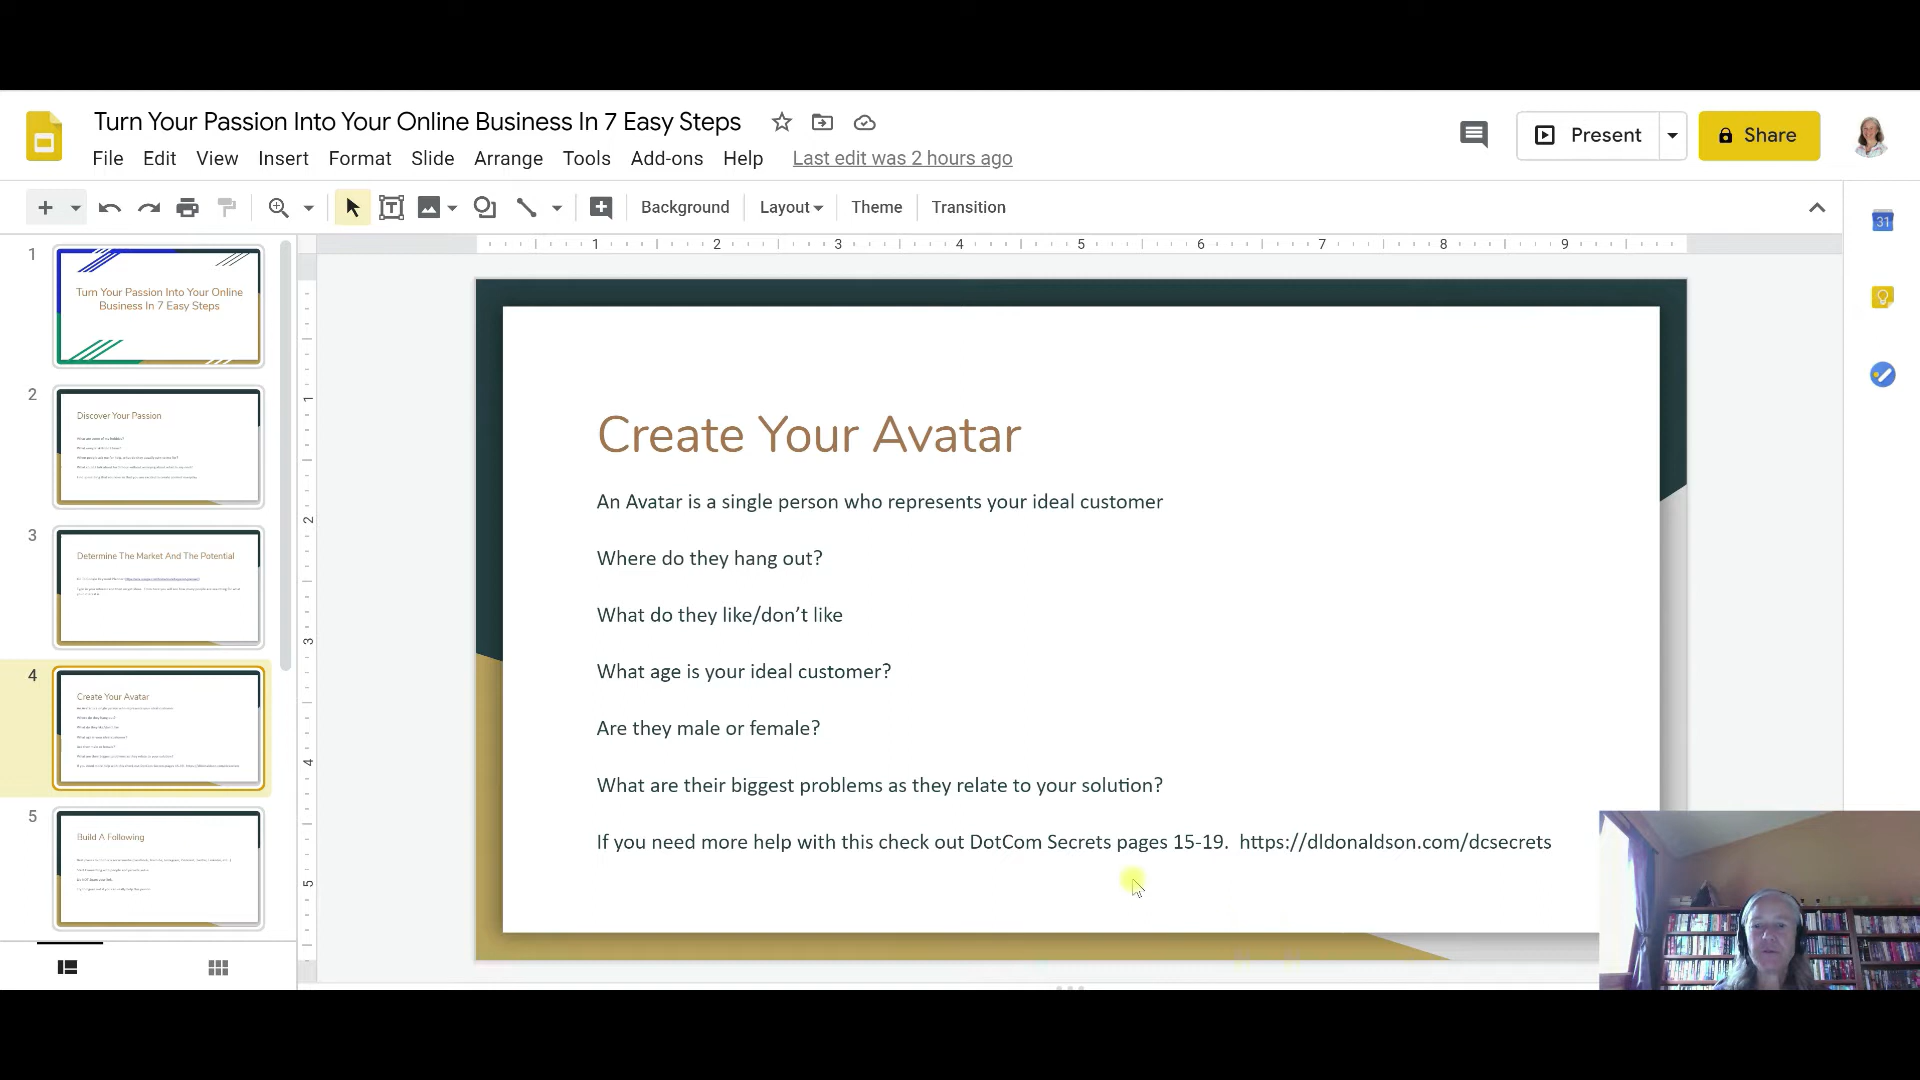 Turn Your Passion Into Your Online Business In 7 Easy Steps
File Edit View Insert Format Slide Arrange Tools Add-ons Help Last edit was 2 hours ago
Present
Share
Background Layout Theme Transition
31
1 2 3 4 5 6 7 8 9
1 2 3 4 5
1
Turn Your Passion Into Your Online
Business In 7 Easy Steps
2
Discover Your Passion
3
Determine The Market And The Potential
4
Create Your Avatar
5
Build A Following
Create Your Avatar
An Avatar is a single person who represents your ideal customer
Where do they hang out?
What do they like/don’t like
What age is your ideal customer?
Are they male or female?
What are their biggest problems as they relate to your solution?
If you need more help with this check out DotCom Secrets pages 15-19. https://dldonaldson.com/dcsecrets